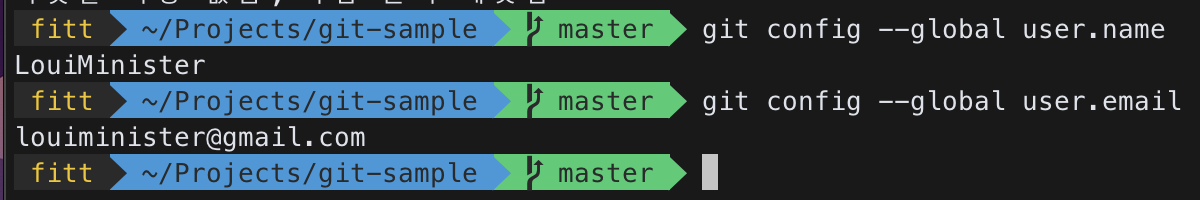 fitt ~/Projects/git-sample master git config --global user.name
LouiMinister
fitt ~/Projects/git-sample master git config --global user.email
louiminister@gmail.com
fitt ~/Projects/git-sample master